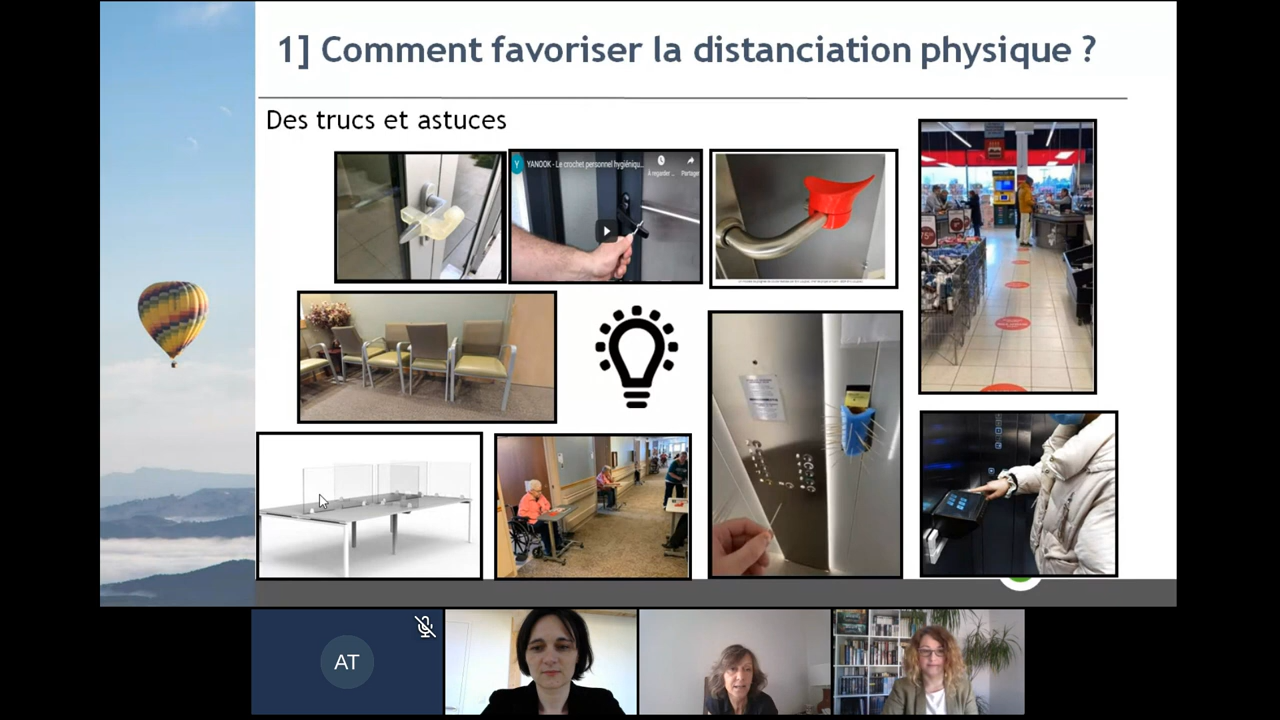 1] Comment favoriser la distanciation physique ?
Des trucs et astuces
Y YANOOK - Le crochet personnel hygiéniqu...
À regarder ...
Partager
AT